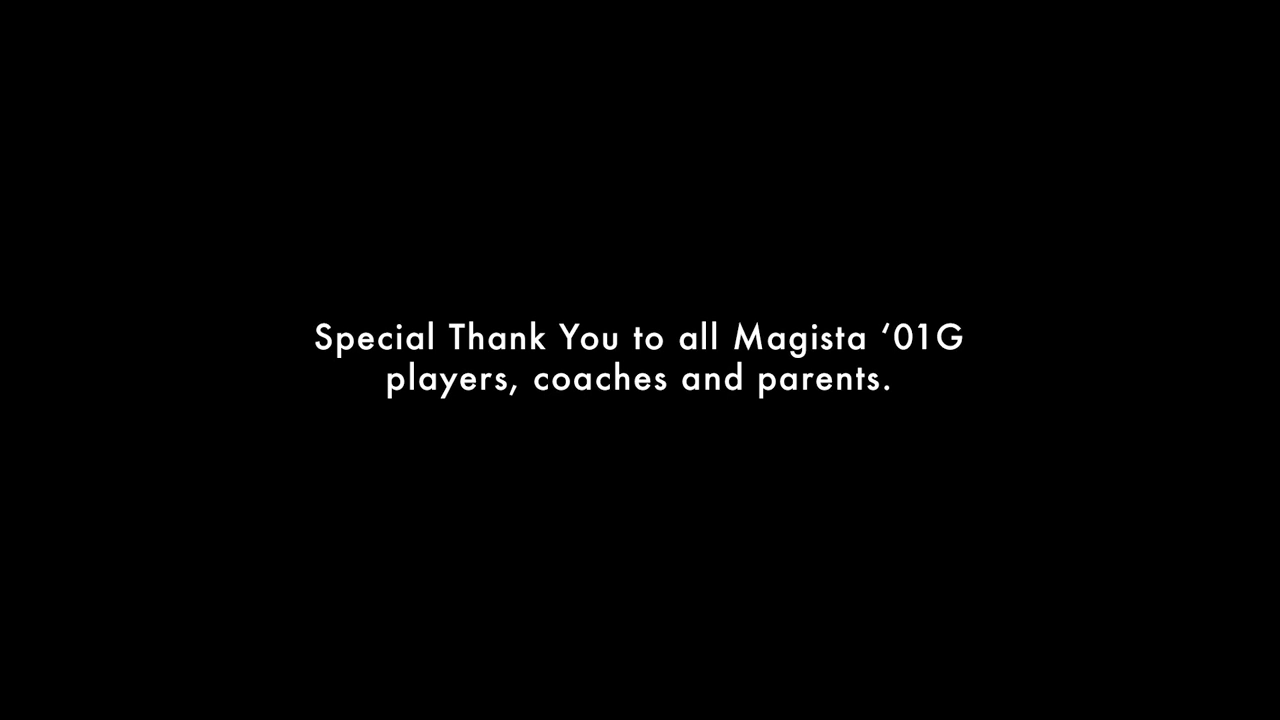 Special Thank You to all Magista ‘01G
players, coaches and parents.